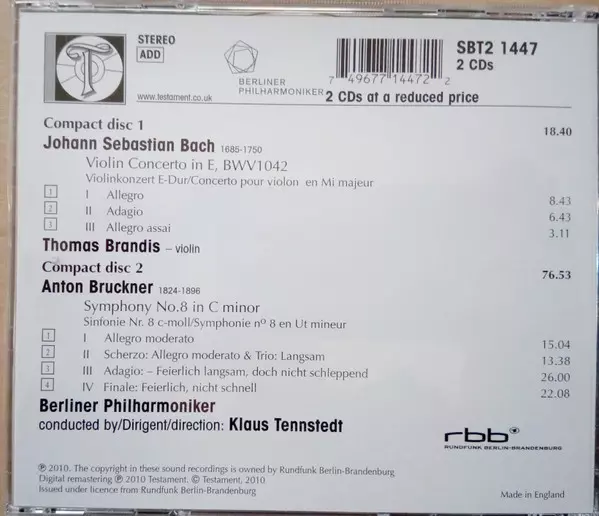 STEREO
ADD
www.testament.co.uk
BERLINER
PHILHARMONIKER
7 49677 14472 2
SBT2 1447
2 CDs
2 CDs at a reduced price
Compact disc 1 18.40
Johann Sebastian Bach 1685-1750
Violin Concerto in E, BWV1042
Violinkonzert E-Dur/Concerto pour violon en Mi majeur
1 I Allegro 8.43
2 II Adagio 6.43
3 III Allegro assai 3.11
Thomas Brandis – violin
Compact disc 2 76.53
Anton Bruckner 1824-1896
Symphony No.8 in C minor
Sinfonie Nr. 8 c-moll/Symphonie nº 8 en Ut mineur
1 I Allegro moderato 15.04
2 II Scherzo: Allegro moderato & Trio: Langsam 13.38
3 III Adagio: – Feierlich langsam, doch nicht schleppend 26.00
4 IV Finale: Feierlich, nicht schnell 22.08
Berliner Philharmoniker
conducted by/Dirigent/direction: Klaus Tennstedt
rbb
RUNDFUNK BERLIN-BRANDENBURG
℗ 2010. The copyright in these sound recordings is owned by Rundfunk Berlin-Brandenburg
Digital remastering ℗ 2010 Testament. © Testament, 2010
Issued under licence from Rundfunk Berlin-Brandenburg
Made in England